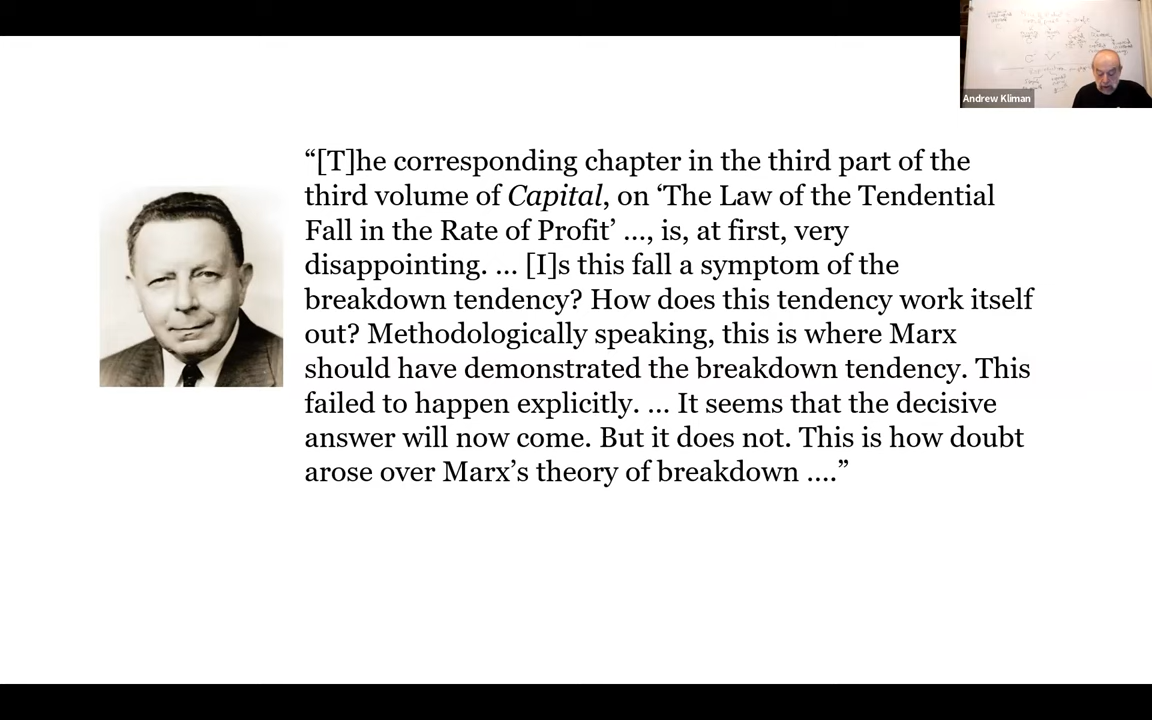 Andrew Kliman
“[T]he corresponding chapter in the third part of the
third volume of Capital, on ‘The Law of the Tendential
Fall in the Rate of Profit’ ..., is, at first, very
disappointing. ... [I]s this fall a symptom of the
breakdown tendency? How does this tendency work itself
out? Methodologically speaking, this is where Marx
should have demonstrated the breakdown tendency. This
failed to happen explicitly. ... It seems that the decisive
answer will now come. But it does not. This is how doubt
arose over Marx’s theory of breakdown ....”